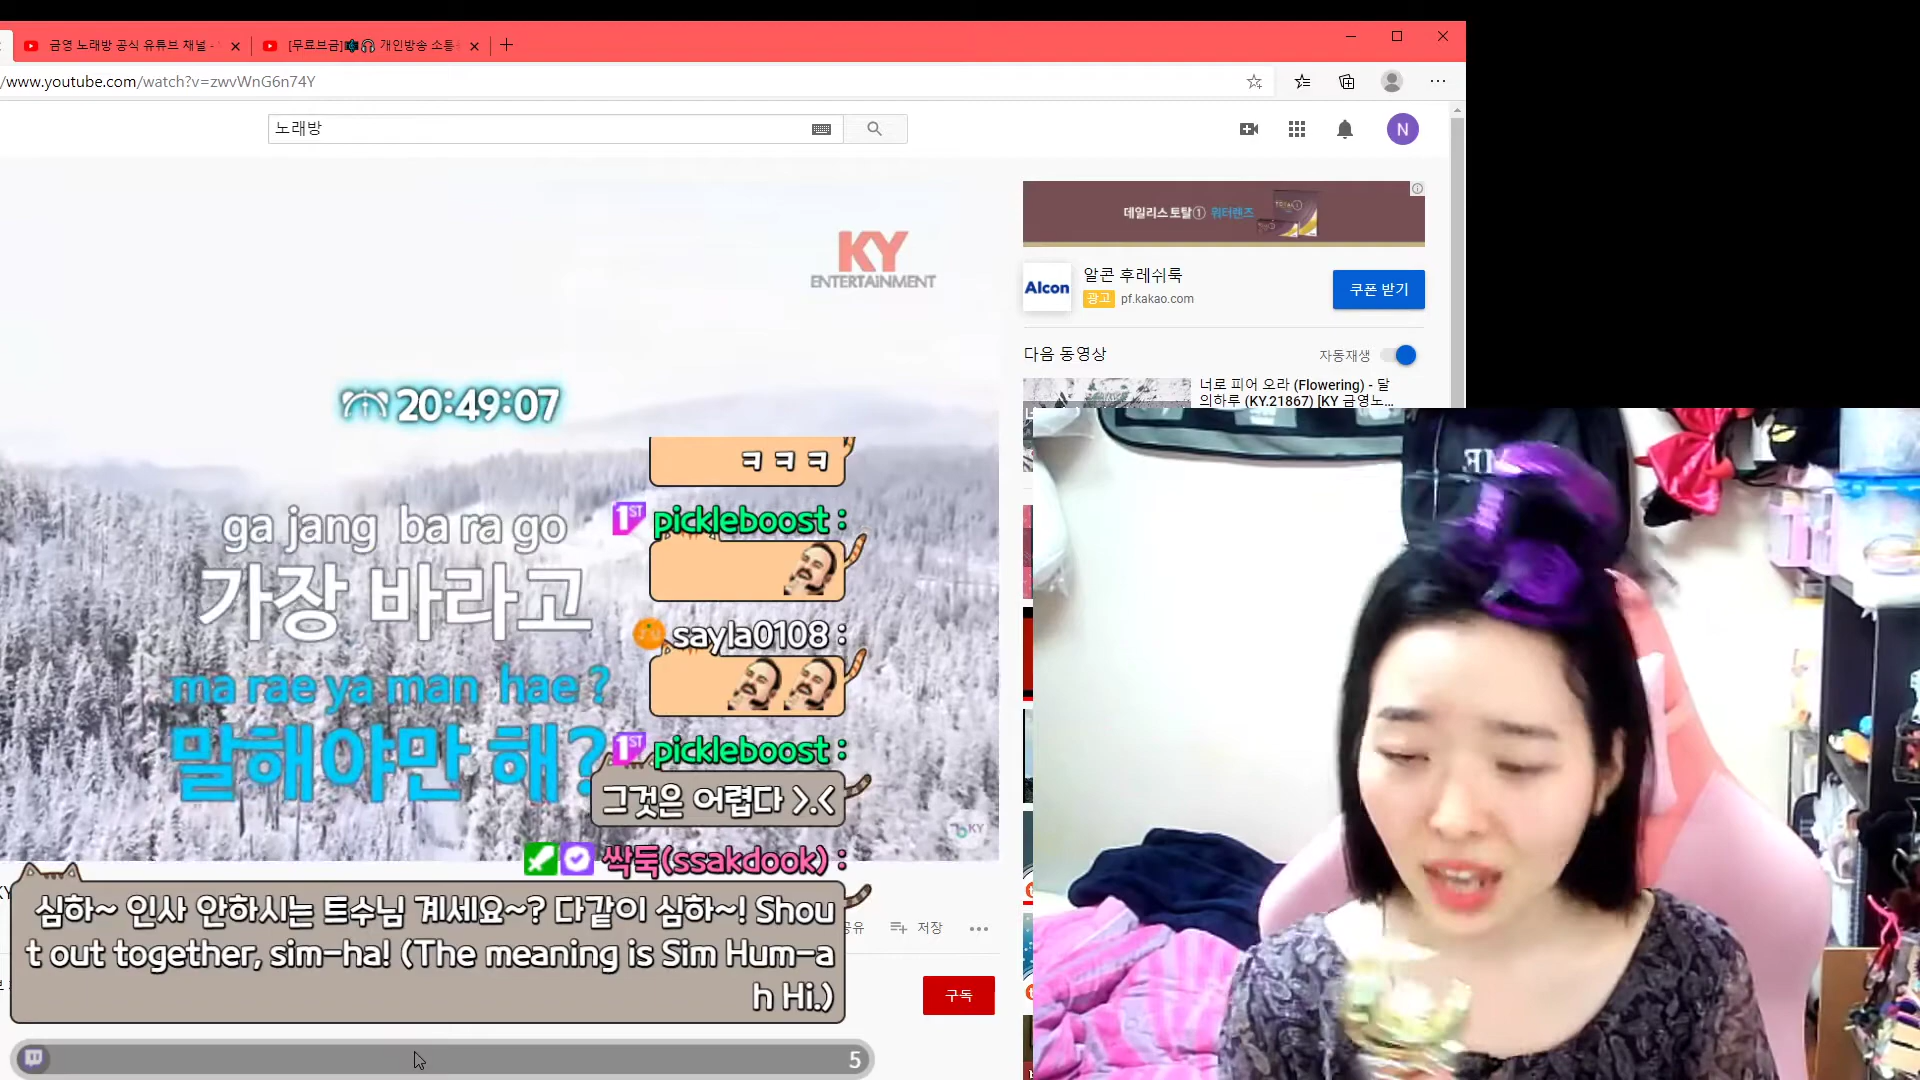 금영 노래방 공식 유튜브 채널 -
[무료보금]
개인방송 소통
/www.youtube.com/watch?v=zwvWnG6n74Y
노래방
N
KY
ENTERTAINMENT
데일리스 토탈① 워터렌즈
Alcon
알콘 후레쉬룩
광고 pf.kakao.com
쿠폰 받기
다음 동영상
자동재생
너로 피어 오라 (Flowering) - 달
의하루 (KY.21867) [KY 금영노...
20:49:07
ga jang ba ra go
가장 바라고
ma rae ya man hae ?
말해야만 해?
ㅋㅋㅋ
1ST pickleboost :
sayla0108 :
1ST pickleboost :
그것은 어렵다 >.<
싹둑(ssakdook) :
심하~ 인사 안하시는 트수님 계세요~? 다같이 심하~! Shou
t out together, sim-ha! (The meaning is Sim Hum-a
h Hi.)
KY
공유
저장
구독
5